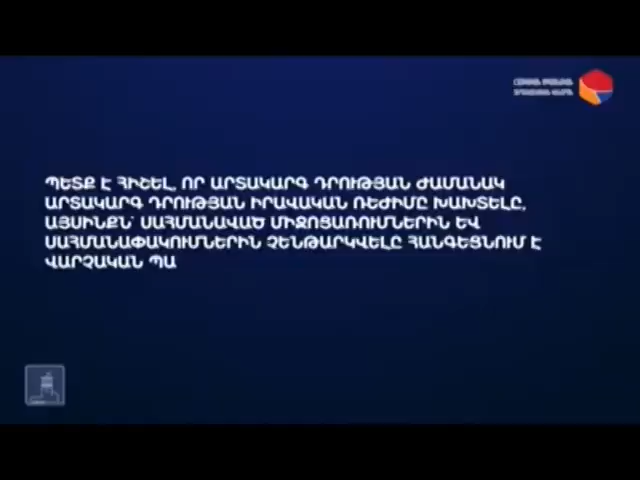 ՊԵՏՔ Է ՀԻՇԵԼ, ՈՐ ԱՐՏԱԿԱՐԳ ԴՐՈՒԹՅԱՆ ԺԱՄԱՆԱԿ
ԱՐՏԱԿԱՐԳ ԴՐՈՒԹՅԱՆ ԻՐԱՎԱԿԱՆ ՌԵԺԻՄԸ ԽԱԽՏԵԼԸ,
ԱՅՍԻՆՔՆ՝ ՍԱՀՄԱՆԱՎԱԾ ՄԻՋՈՑԱՌՈՒՄՆԵՐԻՆ ԵՎ
ՍԱՀՄԱՆԱՓԱԿՈՒՄՆԵՐԻՆ ՉԵՆԹԱՐԿՎԵԼԸ ՀԱՆԳԵՑՆՈՒՄ Է
ՎԱՐՉԱԿԱՆ ՊԱ